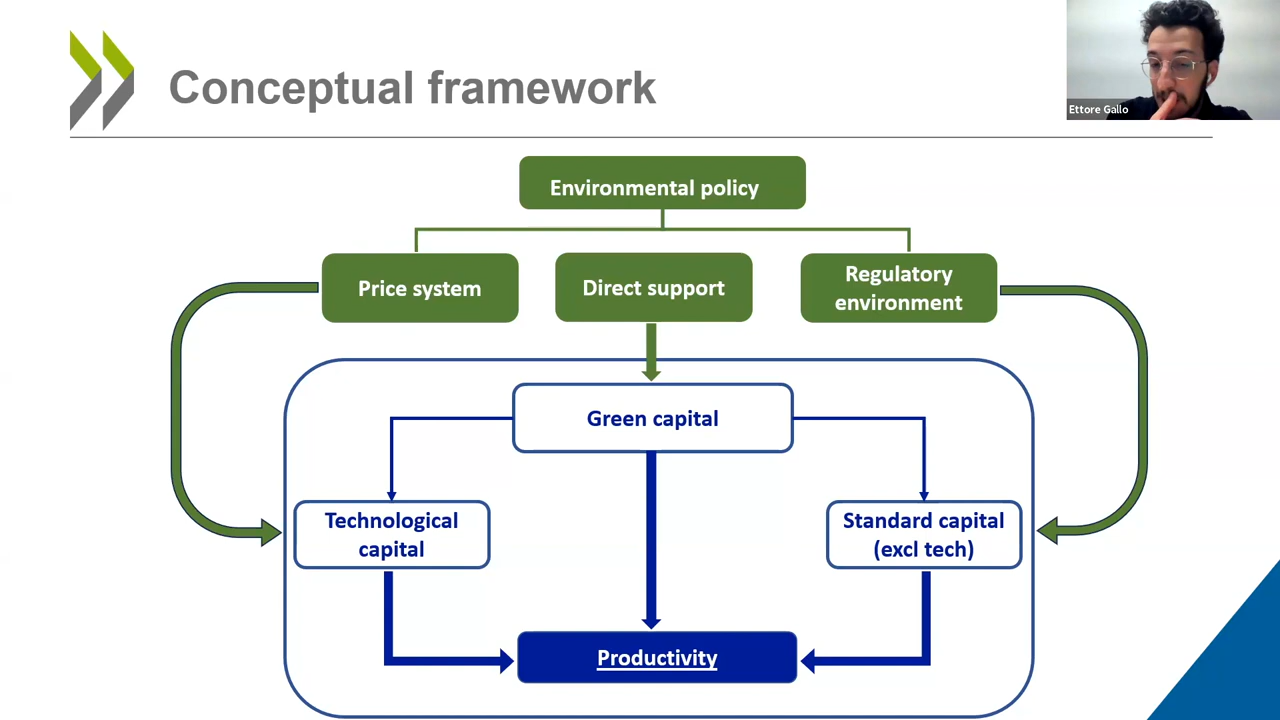 Conceptual framework
Ettore Gallo
Environmental policy
Price system
Direct support
Regulatory
environment
Green capital
Technological
capital
Standard capital
(excl tech)
Productivity